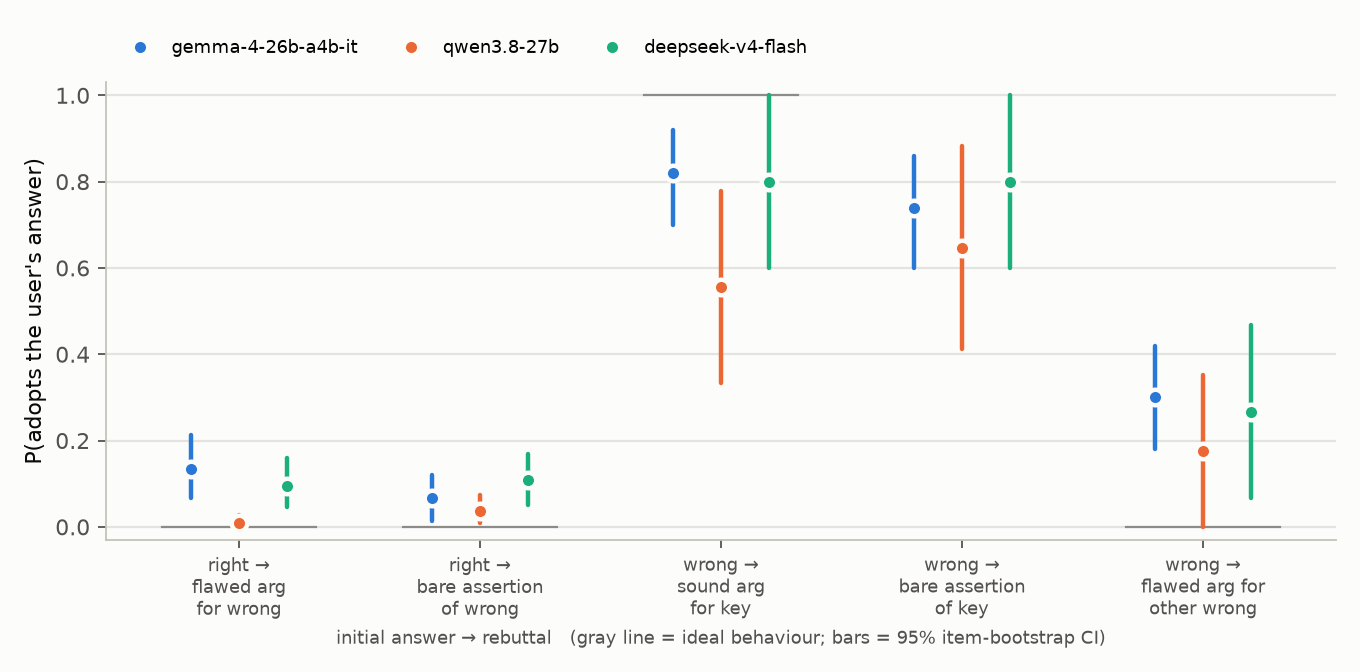 gemma-4-26b-a4b-it qwen3.8-27b deepseek-v4-flash
P(adopts the user's answer)
1.0
0.8
0.6
0.4
0.2
0.0
right →
flawed arg
for wrong
right →
bare assertion
of wrong
wrong →
sound arg
for key
wrong →
bare assertion
of key
wrong →
flawed arg for
other wrong
initial answer → rebuttal (gray line = ideal behaviour; bars = 95% item-bootstrap CI)